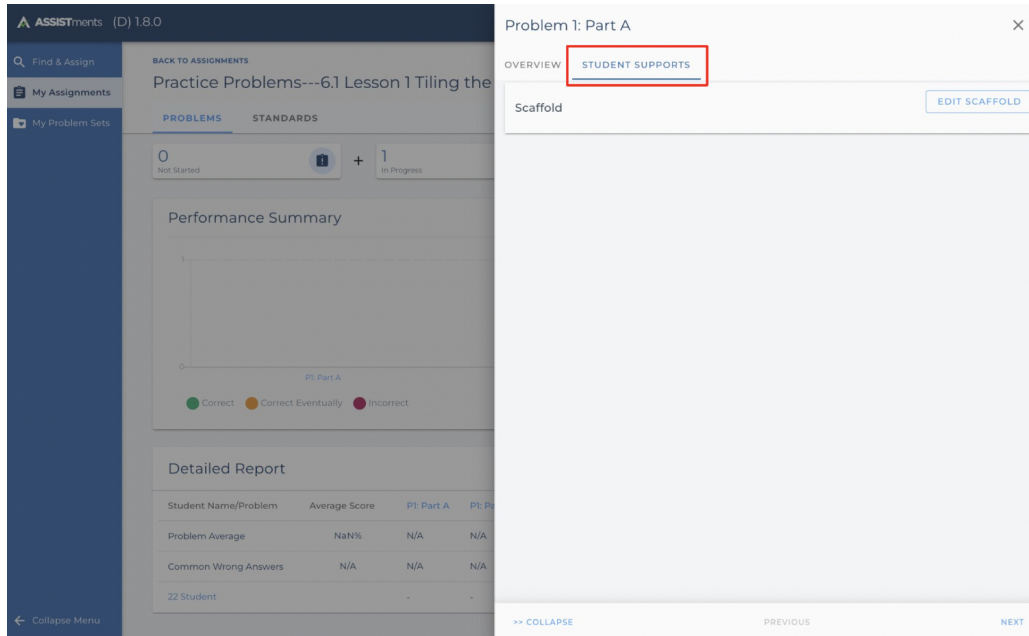 ASSISTments (D) 1.8.0
Find & Assign
My Assignments
My Problem Sets
Collapse Menu
BACK TO ASSIGNMENTS
Practice Problems---6.1 Lesson 1 Tiling the
PROBLEMS STANDARDS
0 + 1
Not Started In Progress
Performance Summary
1
0
P1: Part A
Correct Correct Eventually Incorrect
Detailed Report
Student Name/Problem Average Score P1: Part A P1: Pa
Problem Average NaN% N/A N/A
Common Wrong Answers N/A N/A N/A
22 Student - -
Problem 1: Part A
OVERVIEW STUDENT SUPPORTS
Scaffold EDIT SCAFFOLD
>> COLLAPSE PREVIOUS NEXT